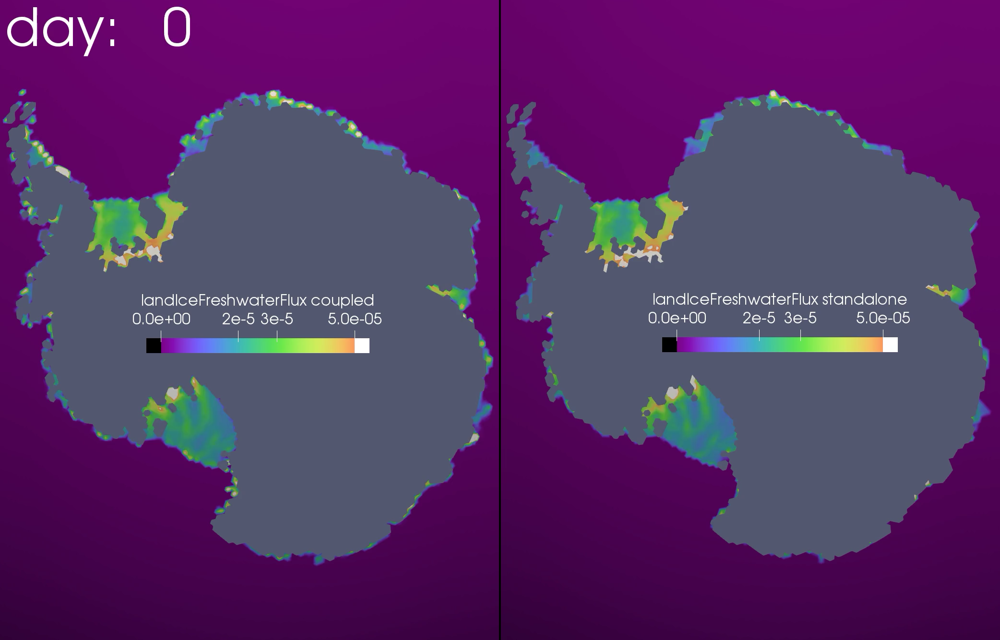 day: 0
landIceFreshwaterFlux coupled
0.0e+00 2e-5 3e-5 5.0e-05
landIceFreshwaterFlux standalone
0.0e+00 2e-5 3e-5 5.0e-05